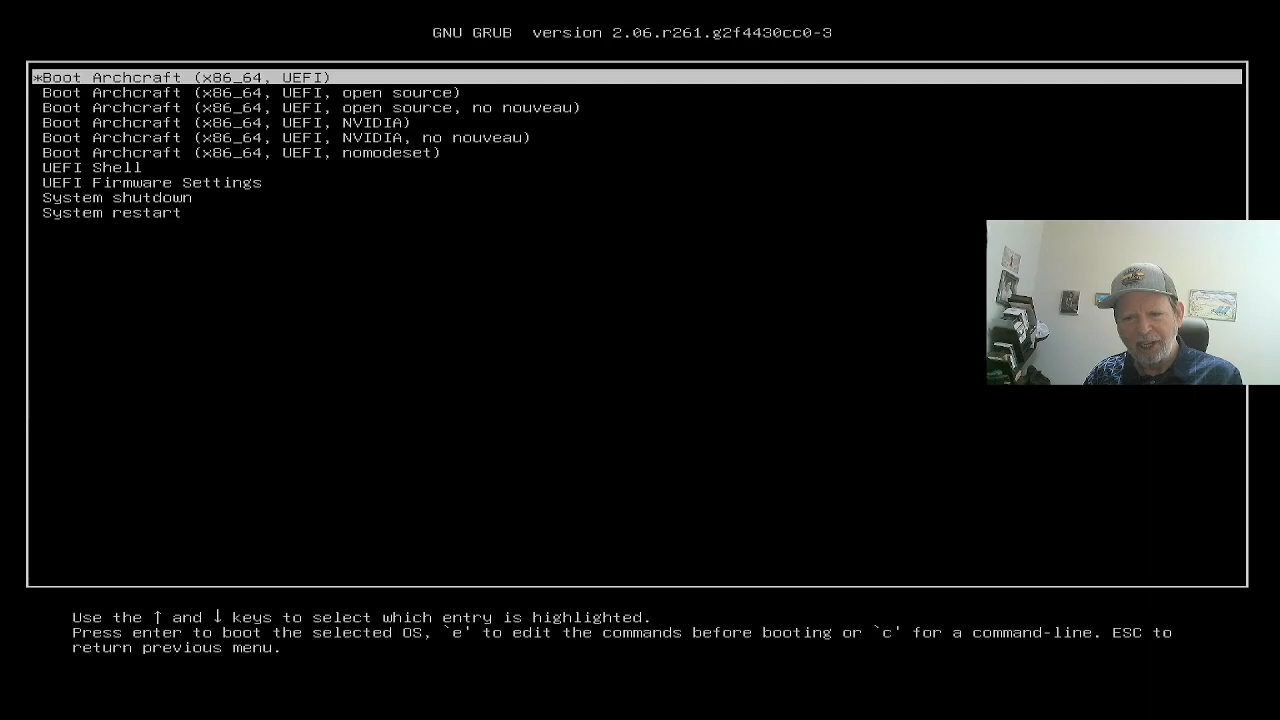 GNU GRUB  version 2.06.r261.g2f4430cc0-3
*Boot Archcraft (x86_64, UEFI)
Boot Archcraft (x86_64, UEFI, open source)
Boot Archcraft (x86_64, UEFI, open source, no nouveau)
Boot Archcraft (x86_64, UEFI, NVIDIA)
Boot Archcraft (x86_64, UEFI, NVIDIA, no nouveau)
Boot Archcraft (x86_64, UEFI, nomodeset)
UEFI Shell
UEFI Firmware Settings
System shutdown
System restart
Use the ↑ and ↓ keys to select which entry is highlighted.
Press enter to boot the selected OS, `e' to edit the commands before booting or `c' for a command-line. ESC to
return previous menu.